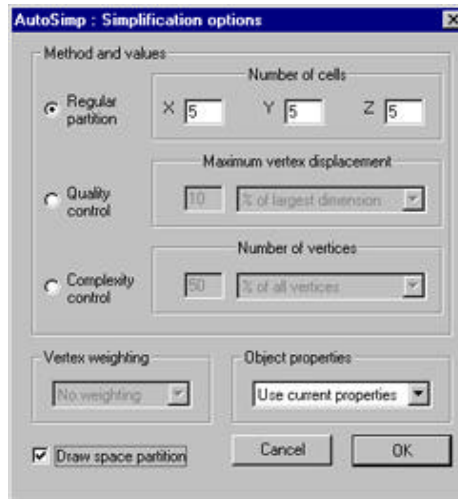 AutoSimp : Simplification options
Method and values
Number of cells
Regular partition
X 5 Y 5 Z 5
Maximum vertex displacement
Quality control
10 % of largest dimension
Number of vertices
Complexity control
50 % of all vertices
Vertex weighting
No weighting
Object properties
Use current properties
Draw space partition
Cancel
OK